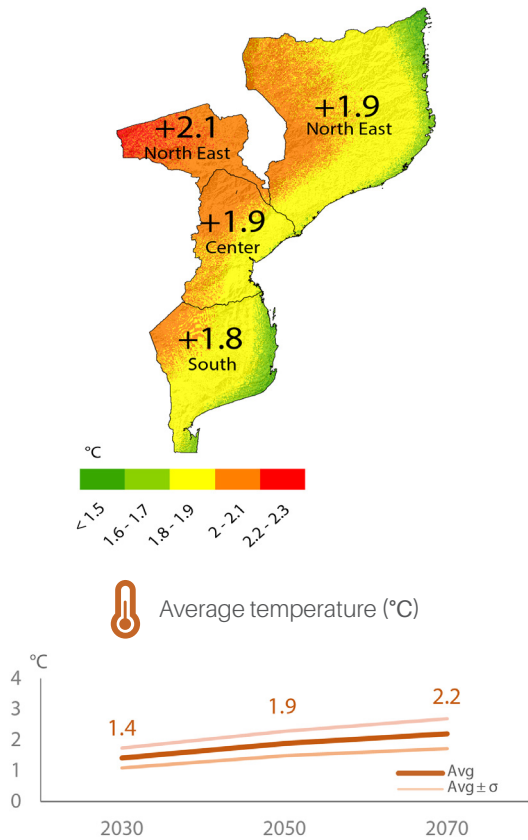 +1.9
North East
+2.1
North East
+1.9
Center
+1.8
South
°C
< 1.5
1.6 - 1.7
1.8 - 1.9
2 - 2.1
2.2 - 2.3
Average temperature (°C)
°C
4
3
2
1
0
1.4
1.9
2.2
Avg
Avg ± σ
2030
2050
2070